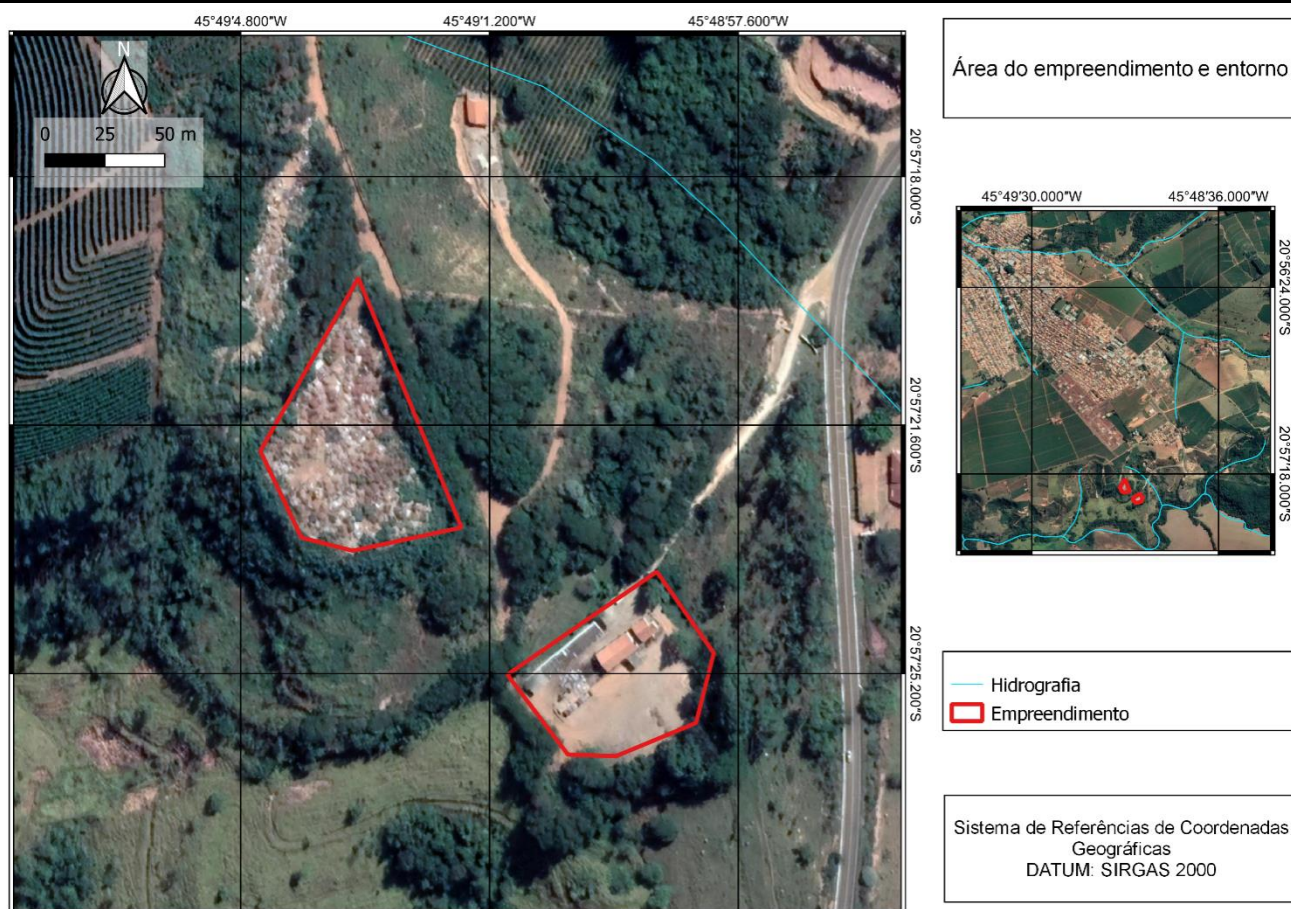 45°49'4.800"W
45°49'1.200"W
45°48'57.600"W
N
0 25 50 m
20°57'18.000"S
20°57'21.600"S
20°57'25.200"S
Área do empreendimento e entorno
45°49'30.000"W
45°48'36.000"W
20°56'24.000"S
20°57'18.000"S
Hidrografia
Empreendimento
Sistema de Referências de Coordenadas
Geográficas
DATUM: SIRGAS 2000